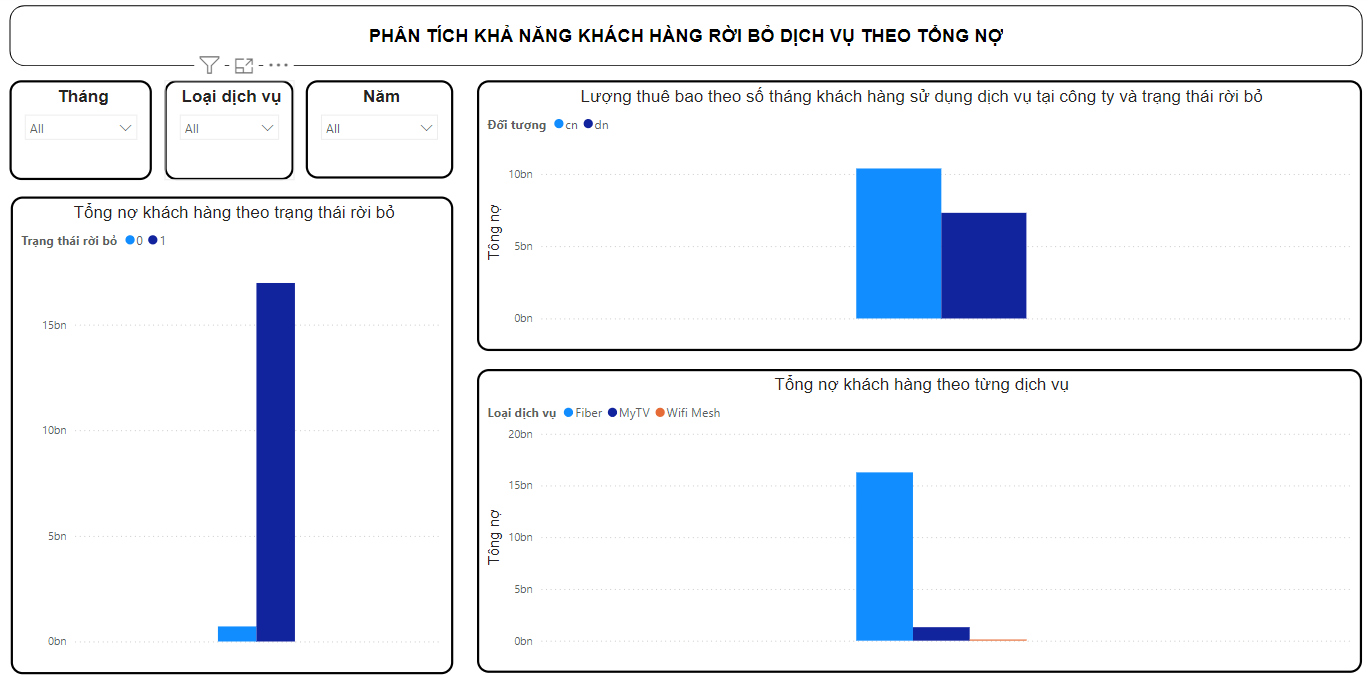 PHÂN TÍCH KHẢ NĂNG KHÁCH HÀNG RỜI BỎ DỊCH VỤ THEO TỔNG NỢ
Tháng
All
Loại dịch vụ
All
Năm
All
Tổng nợ khách hàng theo trạng thái rời bỏ
Trạng thái rời bỏ 0 1
15bn
10bn
5bn
0bn
Lượng thuê bao theo số tháng khách hàng sử dụng dịch vụ tại công ty và trạng thái rời bỏ
Đối tượng cn dn
Tổng nợ
10bn
5bn
0bn
Tổng nợ khách hàng theo từng dịch vụ
Loại dịch vụ Fiber MyTV Wifi Mesh
Tổng nợ
20bn
15bn
10bn
5bn
0bn